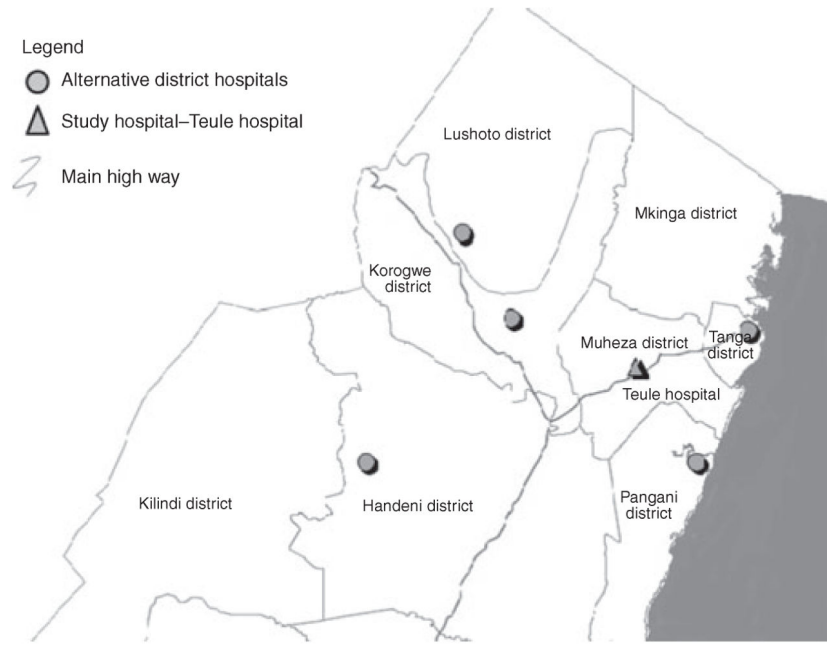 Legend
Alternative district hospitals
Study hospital–Teule hospital
Main high way
Lushoto district
Mkinga district
Korogwe
district
Muheza district
Tanga
district
Teule hospital
Kilindi district
Handeni district
Pangani
district